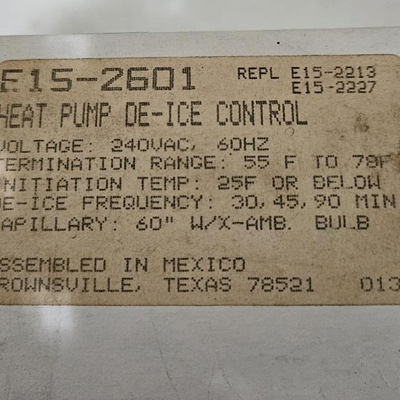 E15-2601 REPL E15-2213
E15-2227
HEAT PUMP DE-ICE CONTROL
VOLTAGE: 240VAC, 60HZ
TERMINATION RANGE: 55 F TO 78F
INITIATION TEMP: 25F OR BELOW
DE-ICE FREQUENCY: 30,45,90 MIN
CAPILLARY: 60" W/X-AMB. BULB
ASSEMBLED IN MEXICO
BROWNSVILLE, TEXAS 78521 013